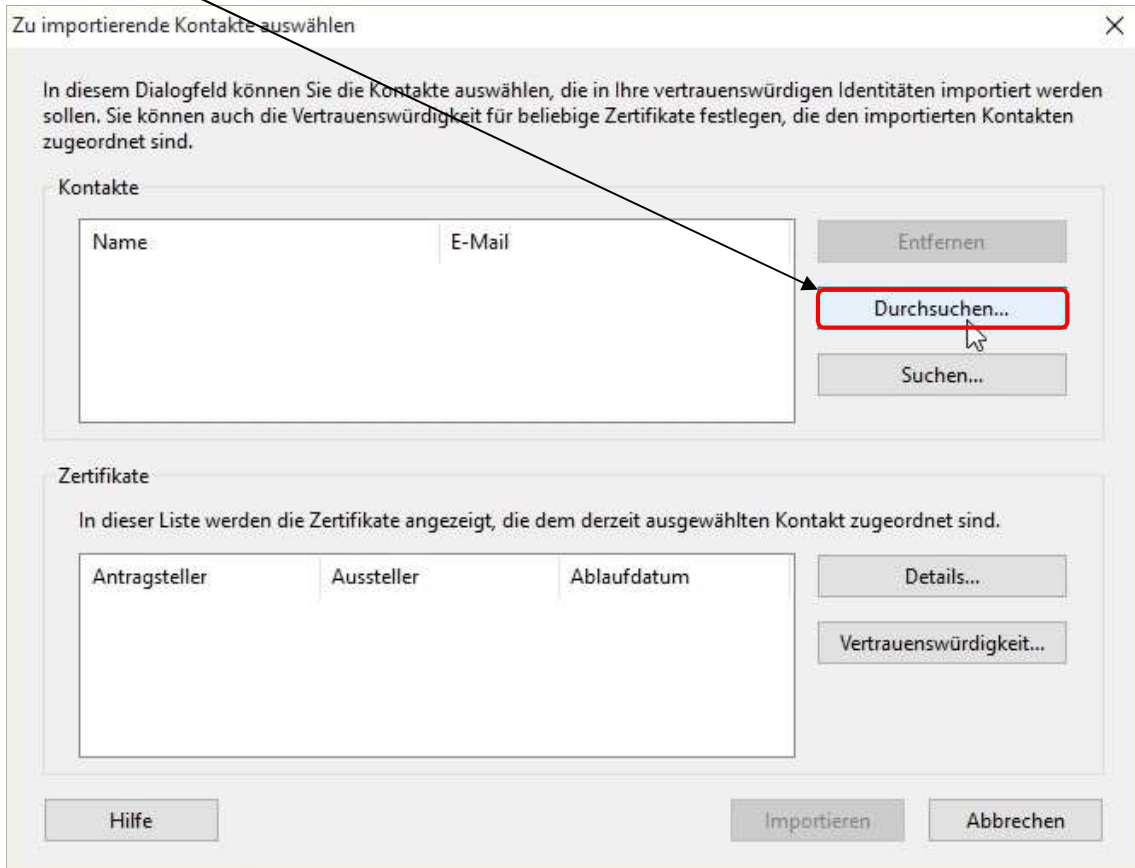 Zu importierende Kontakte auswählen
In diesem Dialogfeld können Sie die Kontakte auswählen, die in Ihre vertrauenswürdigen Identitäten importiert werden
sollen. Sie können auch die Vertrauenswürdigkeit für beliebige Zertifikate festlegen, die den importierten Kontakten
zugeordnet sind.
Kontakte
Name E-Mail
Entfernen
Durchsuchen...
Suchen...
Zertifikate
In dieser Liste werden die Zertifikate angezeigt, die dem derzeit ausgewählten Kontakt zugeordnet sind.
Antragsteller Aussteller Ablaufdatum
Details...
Vertrauenswürdigkeit...
Hilfe Importieren Abbrechen